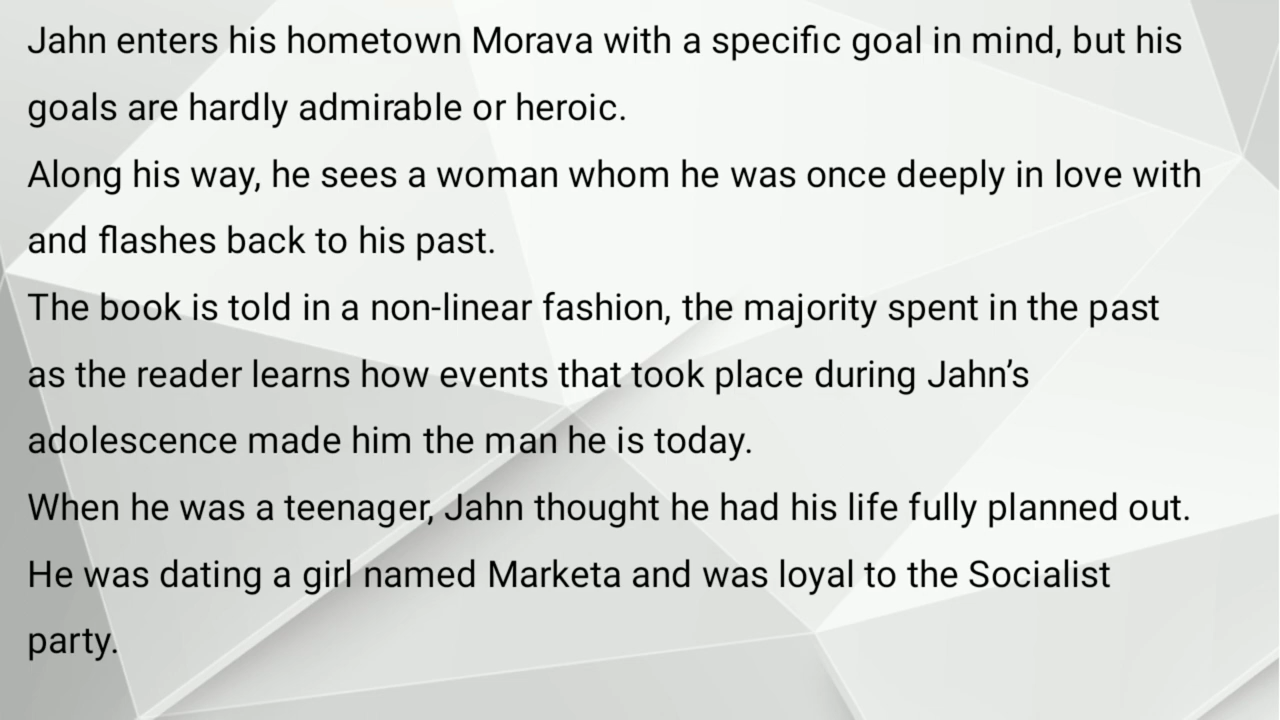 Jahn enters his hometown Morava with a specific goal in mind, but his
goals are hardly admirable or heroic.
Along his way, he sees a woman whom he was once deeply in love with
and flashes back to his past.
The book is told in a non-linear fashion, the majority spent in the past
as the reader learns how events that took place during Jahn’s
adolescence made him the man he is today.
When he was a teenager, Jahn thought he had his life fully planned out.
He was dating a girl named Marketa and was loyal to the Socialist
party.